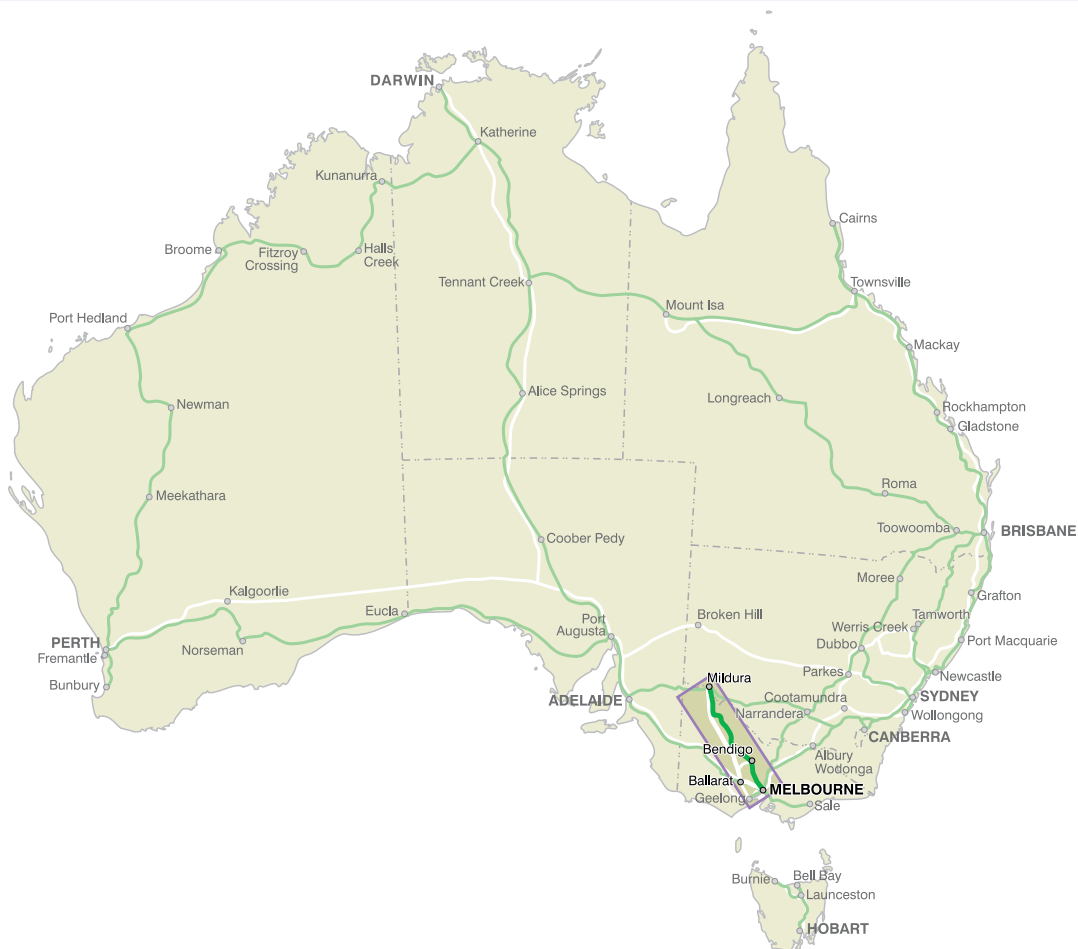 DARWIN
Katherine
Kunanurra
Cairns
Broome
Fitzroy
Crossing
Halls
Creek
Tennant Creek
Townsville
Mount Isa
Port Hedland
Mackay
Alice Springs
Longreach
Newman
Rockhampton
Gladstone
Roma
Meekathara
Toowoomba
BRISBANE
Coober Pedy
Moree
Kalgoorlie
Grafton
Eucla
Broken Hill
Tamworth
Port
Augusta
Werris Creek
PERTH
Fremantle
Norseman
Dubbo
Port Macquarie
Parkes
Newcastle
Bunbury
Mildura
ADELAIDE
Cootamundra
SYDNEY
Narrandera
Wollongong
CANBERRA
Bendigo
Albury
Wodonga
Ballarat
MELBOURNE
Geelong
Sale
Burnie
Bell Bay
Launceston
HOBART